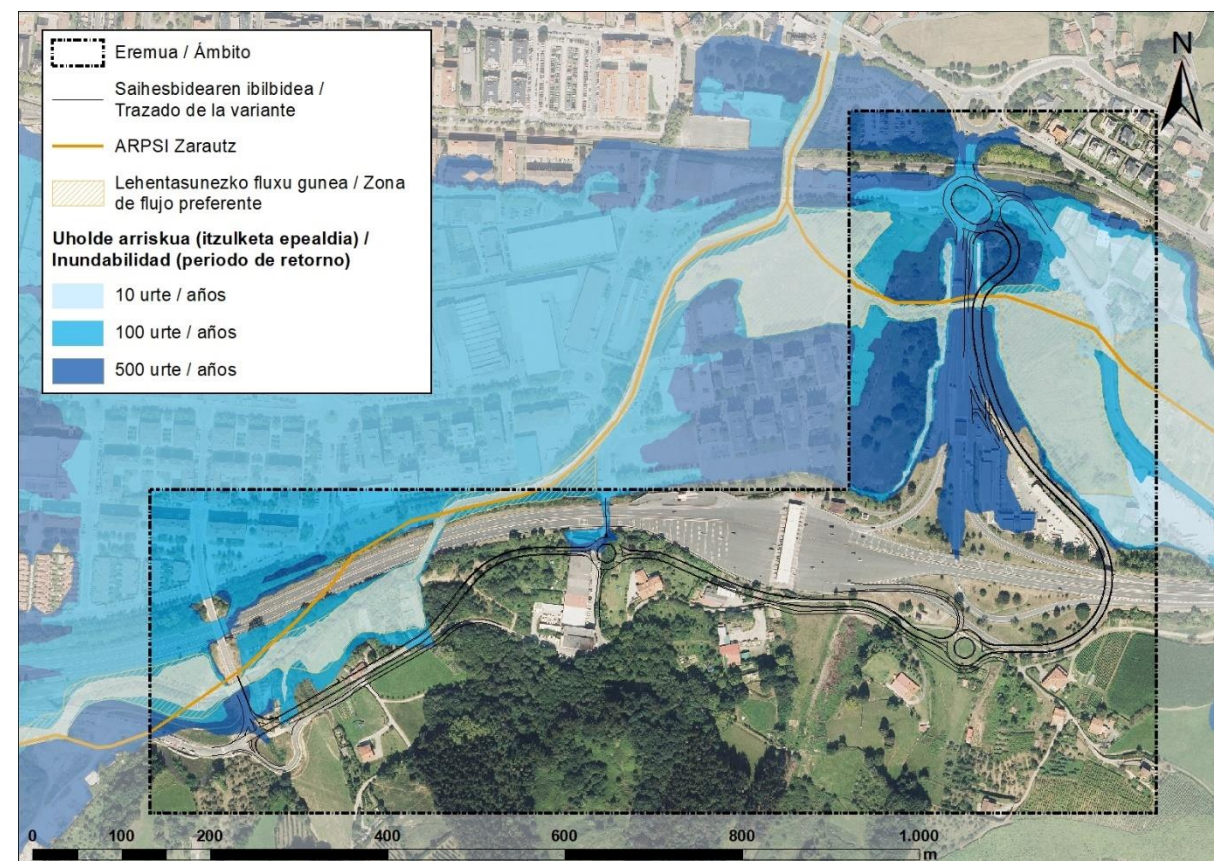 Eremua / Ámbito
Saihesbidearen ibilbidea /
Trazado de la variante
ARPSI Zarautz
Lehentasunezko fluxu gunea / Zona
de flujo preferente
Uholde arriskua (itzulketa epealdia) /
Inundabilidad (periodo de retorno)
10 urte / años
100 urte / años
500 urte / años
N
0 100 200 400 600 800 1.000
m